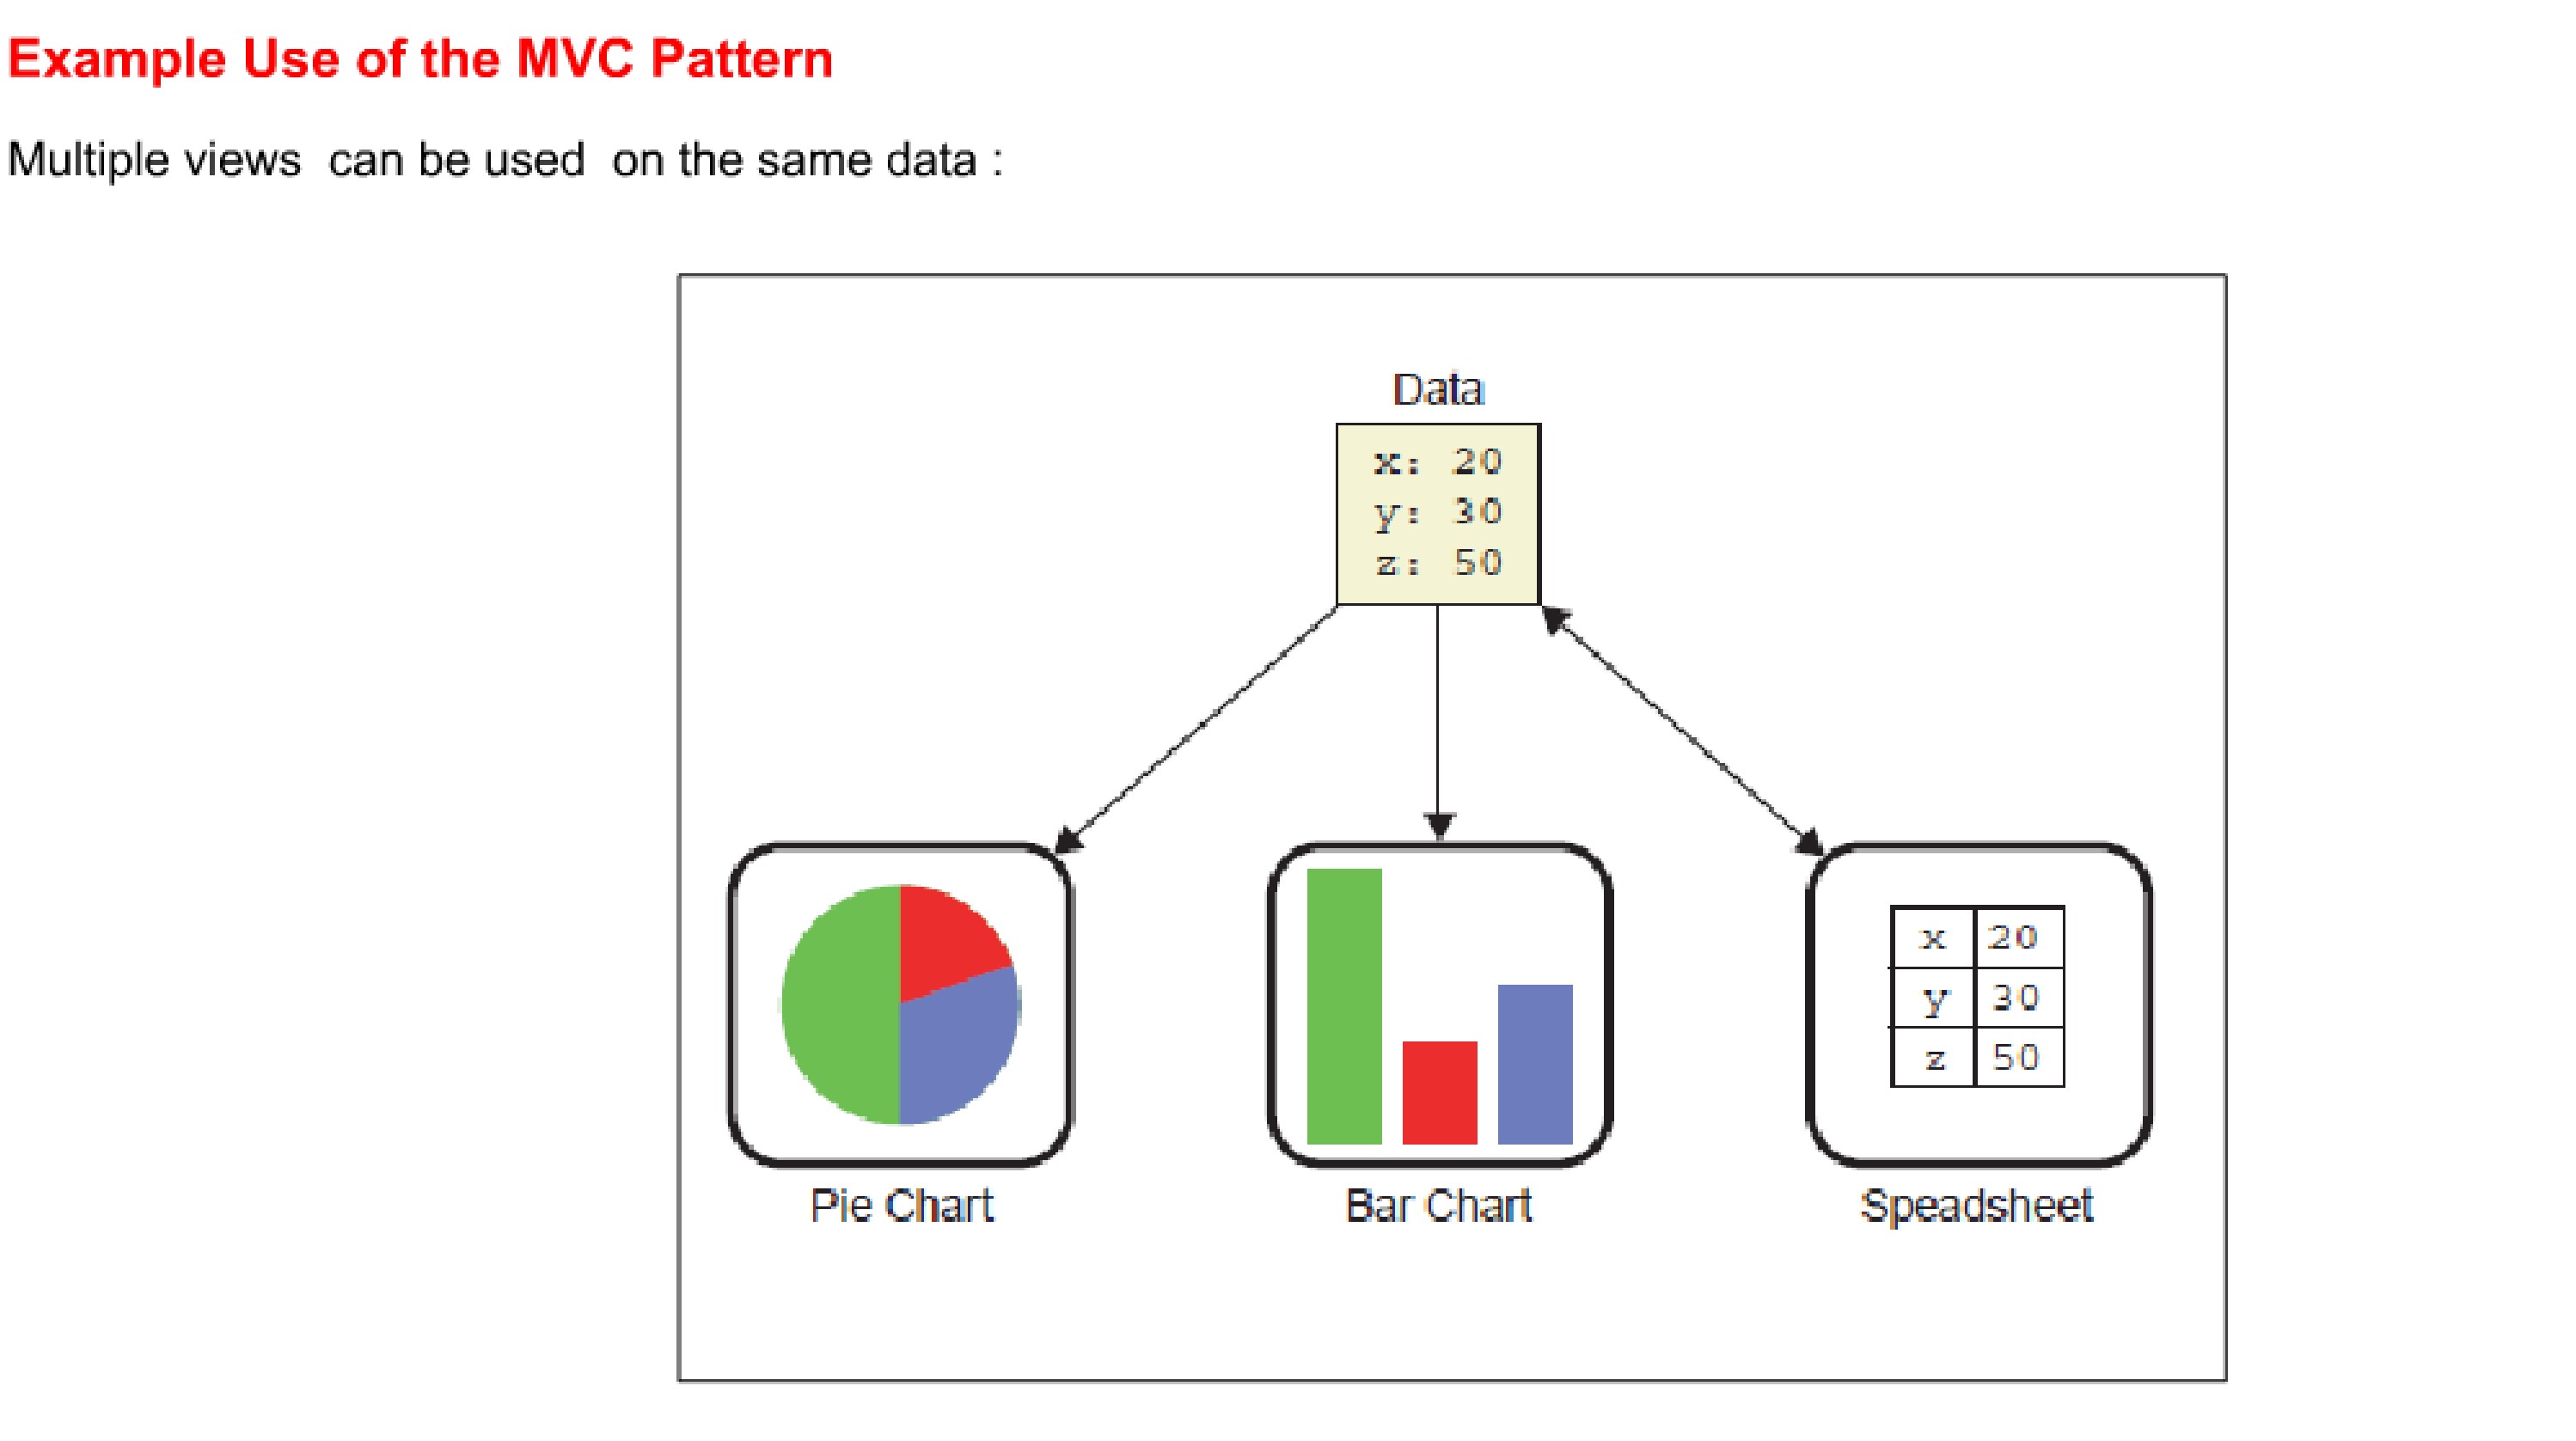 Example Use of the MVC Pattern
Multiple views can be used on the same data :
Data
x: 20
y: 30
z: 50
x 20
y 30
z 50
Pie Chart
Bar Chart
Speadsheet